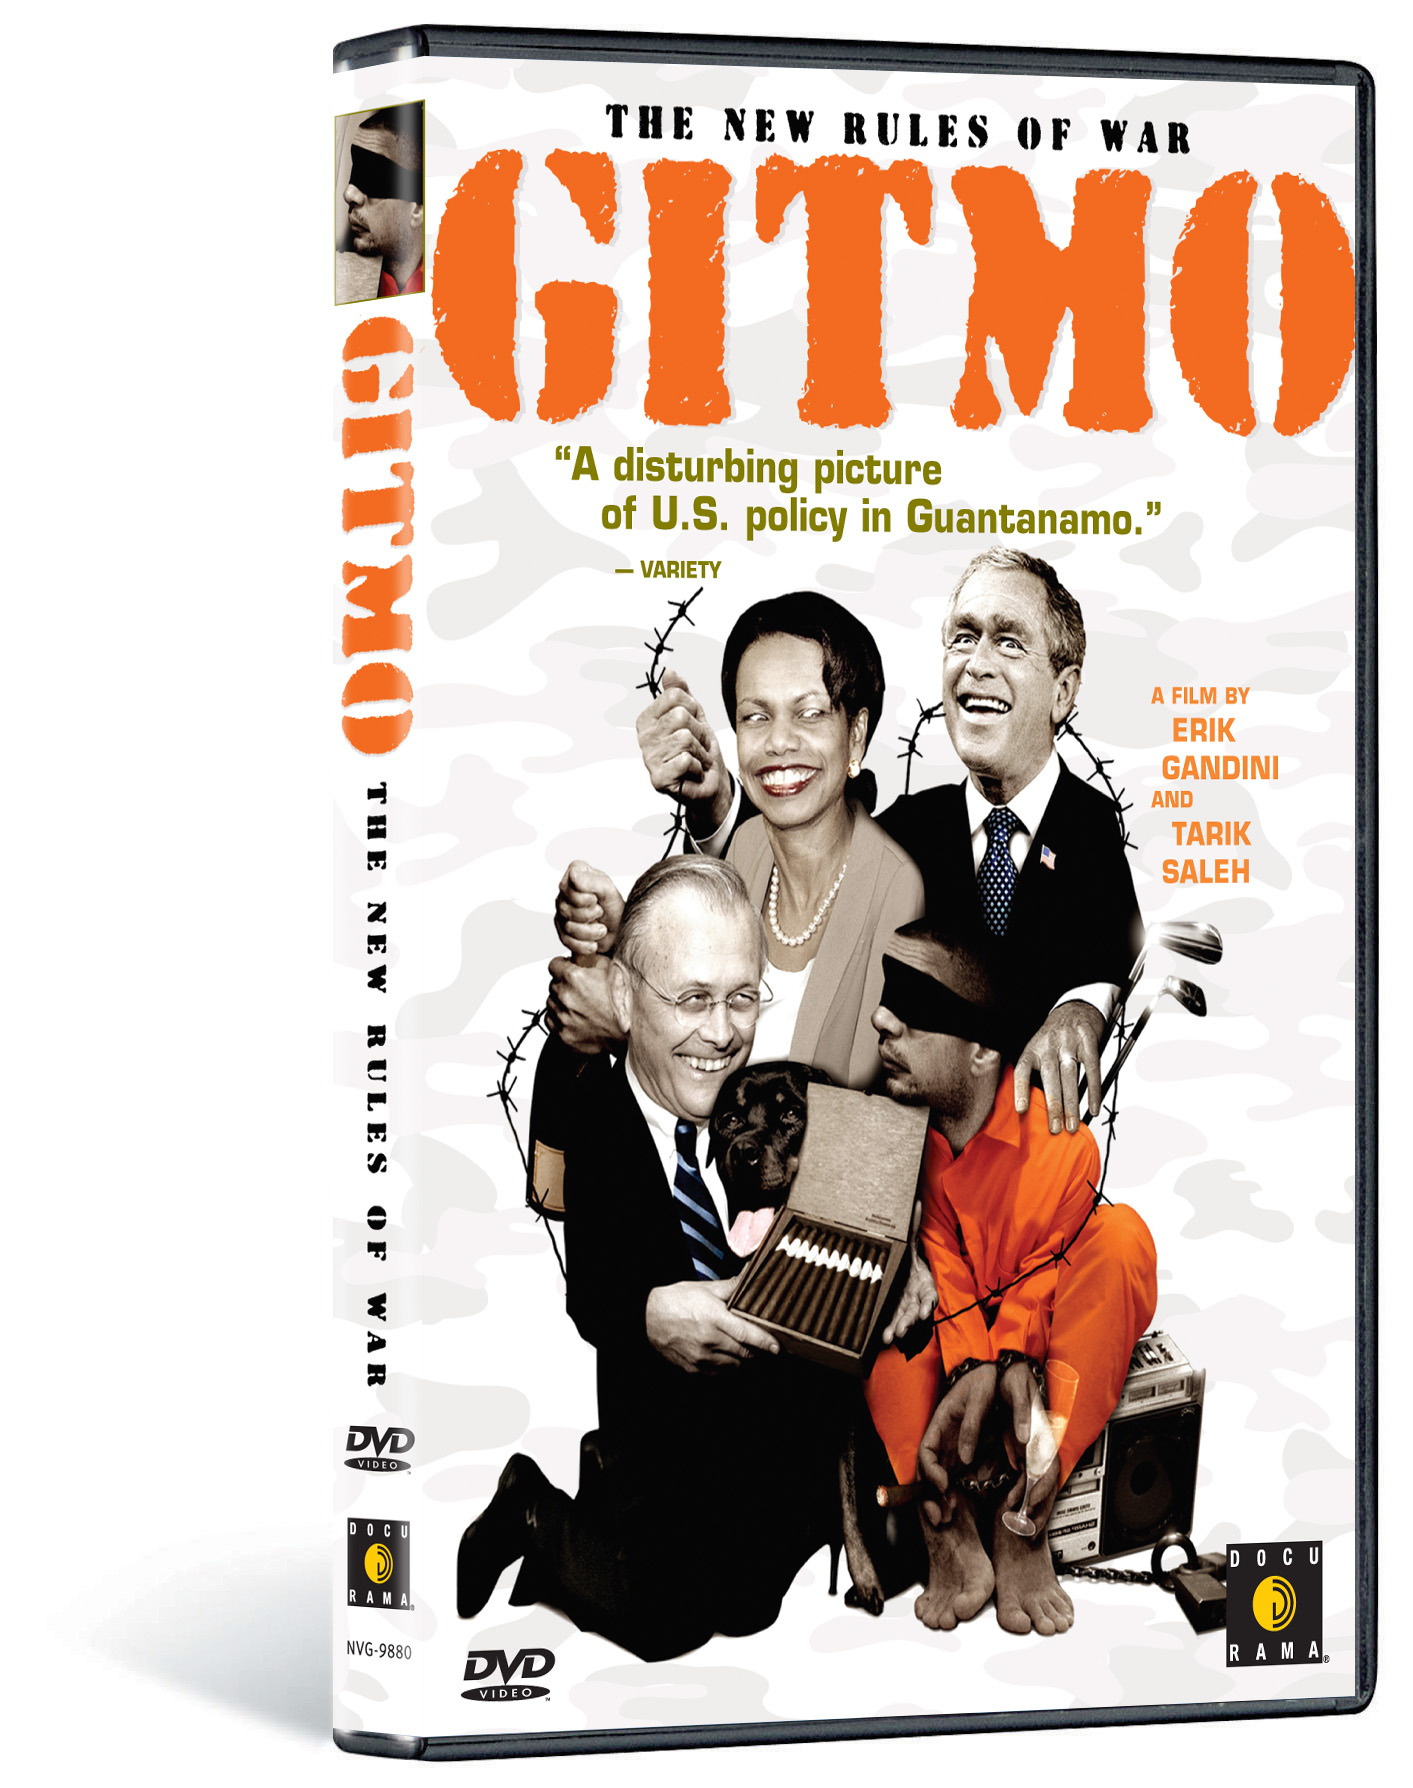 THE NEW RULES OF WAR
GITMO
“A disturbing picture
of U.S. policy in Guantanamo.”
— VARIETY
A FILM BY
ERIK
GANDINI
AND
TARIK
SALEH
DVD
VIDEO
TM
DOCU
RAMA®
GITMO THE NEW RULES OF WAR
DVD
VIDEO
DOCU
RAMA®
NVG-9880